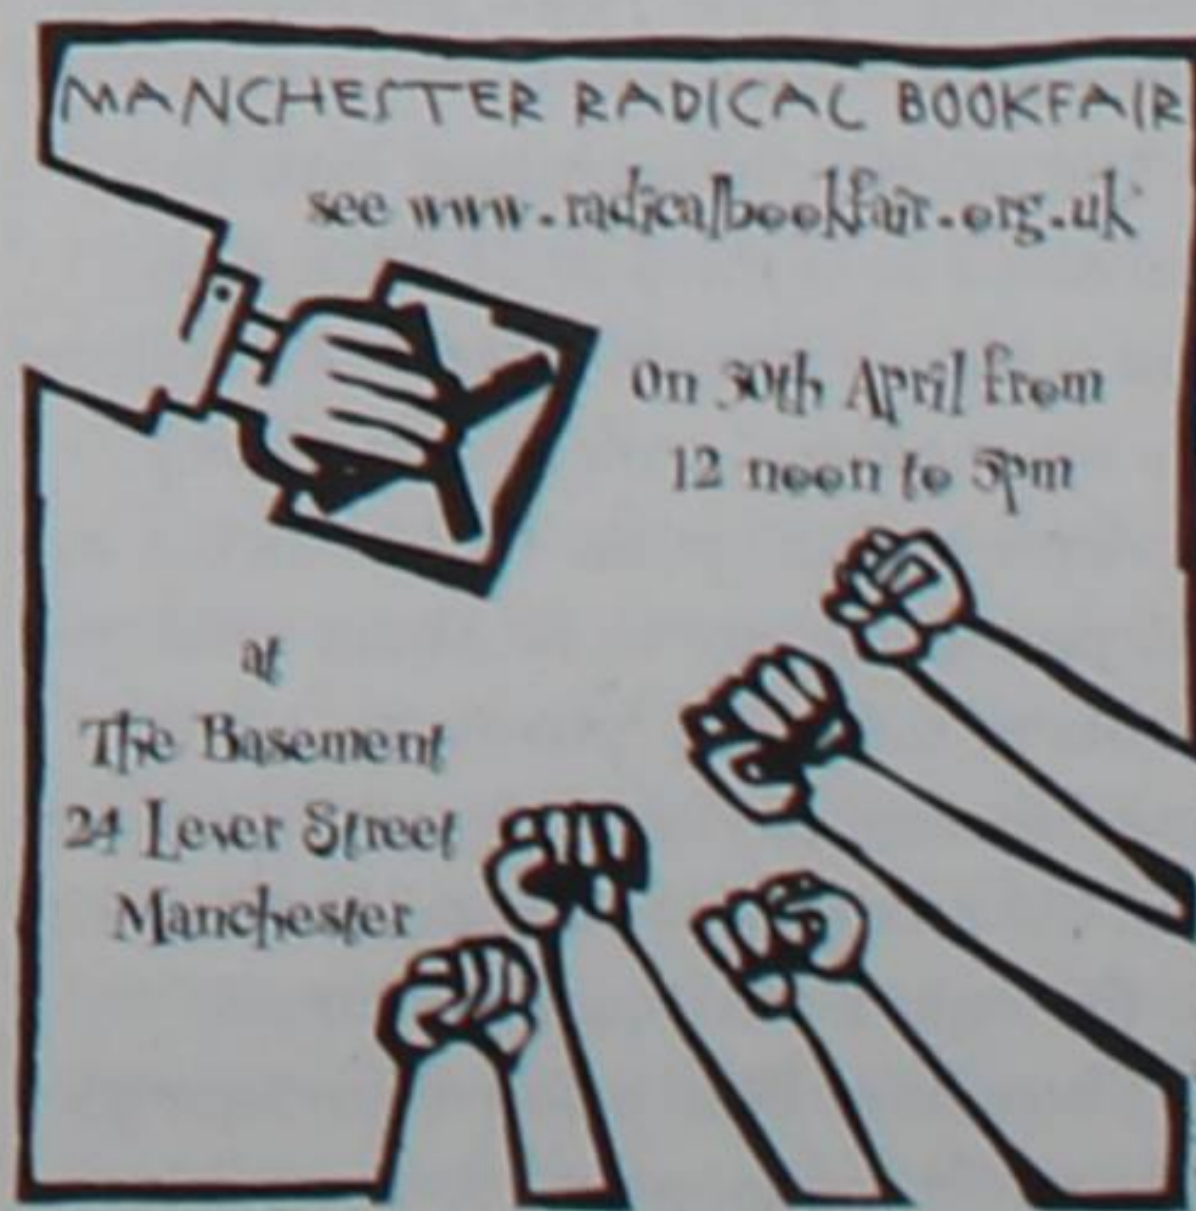 MANCHESTER RADICAL BOOKFAIR
see www.radicalbookfair.org.uk
on 30th April from
12 noon to 5pm
at
The Basement
24 Lever Street
Manchester